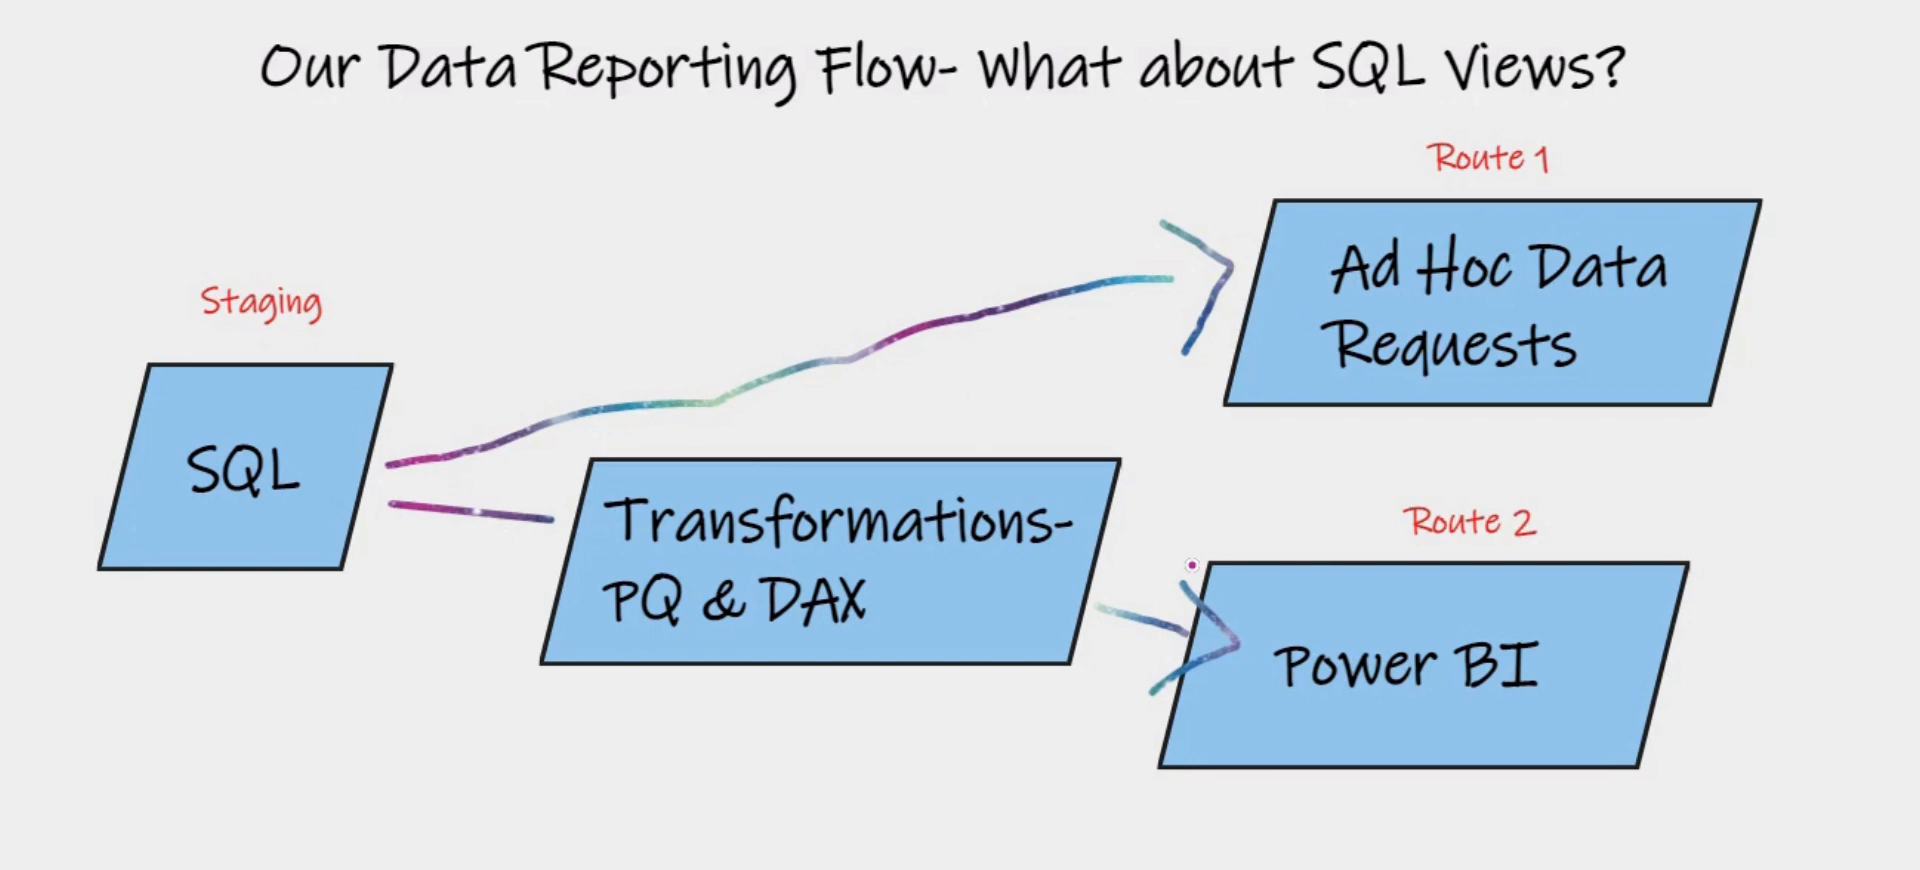 Our Data Reporting Flow- What about SQL Views?
Route 1
Ad Hoc Data
Requests
Staging
SQL
Transformations-
PQ & DAX
Route 2
Power BI